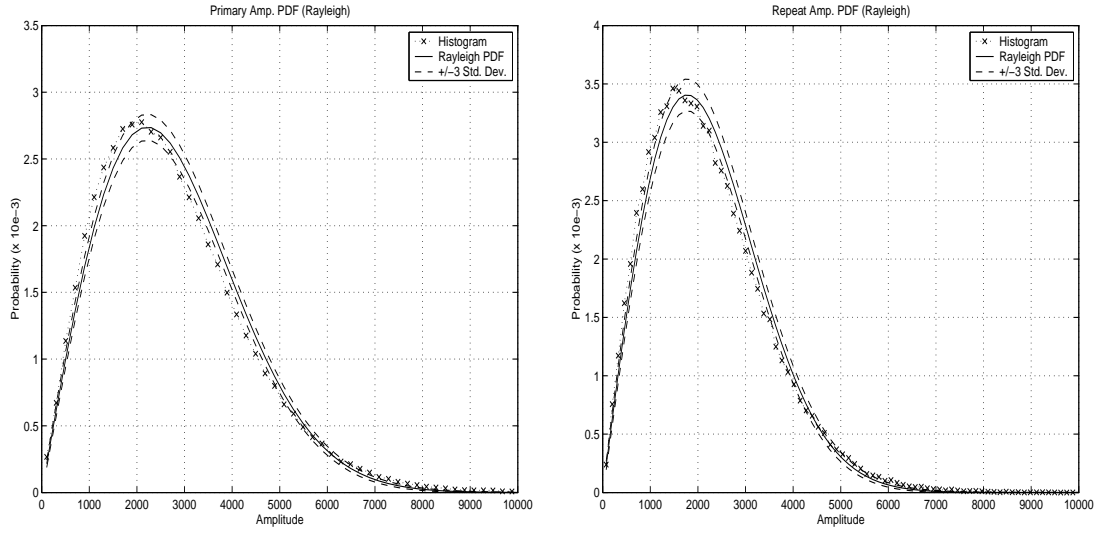 Primary Amp. PDF (Rayleigh)
3.5
3
2.5
2
1.5
1
0.5
0
Probability (x 10e−3)
Histogram
Rayleigh PDF
+/−3 Std. Dev.
0 1000 2000 3000 4000 5000 6000 7000 8000 9000 10000
Amplitude
Repeat Amp. PDF (Rayleigh)
4
3.5
3
2.5
2
1.5
1
0.5
0
Probability (x 10e−3)
Histogram
Rayleigh PDF
+/−3 Std. Dev.
0 1000 2000 3000 4000 5000 6000 7000 8000 9000 10000
Amplitude